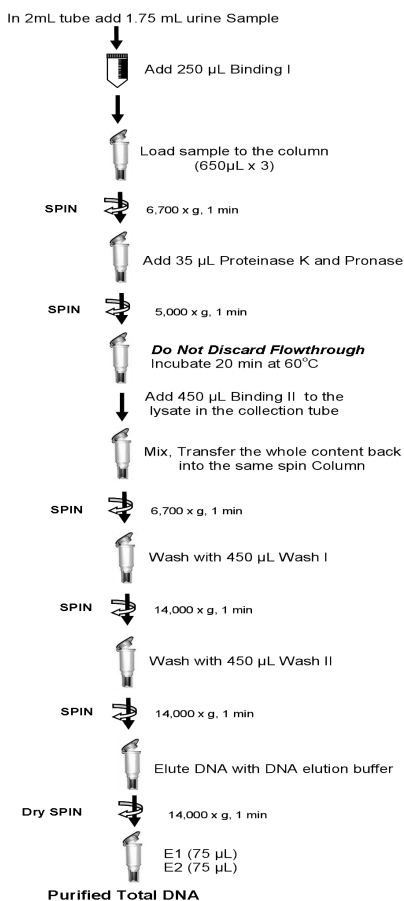 In 2mL tube add 1.75 mL urine Sample
Add 250 µL Binding I
Load sample to the column
(650µL x 3)
SPIN 6,700 x g, 1 min
Add 35 µL Proteinase K and Pronase
SPIN 5,000 x g, 1 min
Do Not Discard Flowthrough
Incubate 20 min at 60°C
Add 450 µL Binding II to the
lysate in the collection tube
Mix, Transfer the whole content back
into the same spin Column
SPIN 6,700 x g, 1 min
Wash with 450 µL Wash I
SPIN 14,000 x g, 1 min
Wash with 450 µL Wash II
SPIN 14,000 x g, 1 min
Elute DNA with DNA elution buffer
Dry SPIN 14,000 x g, 1 min
E1 (75 µL)
E2 (75 µL)
Purified Total DNA